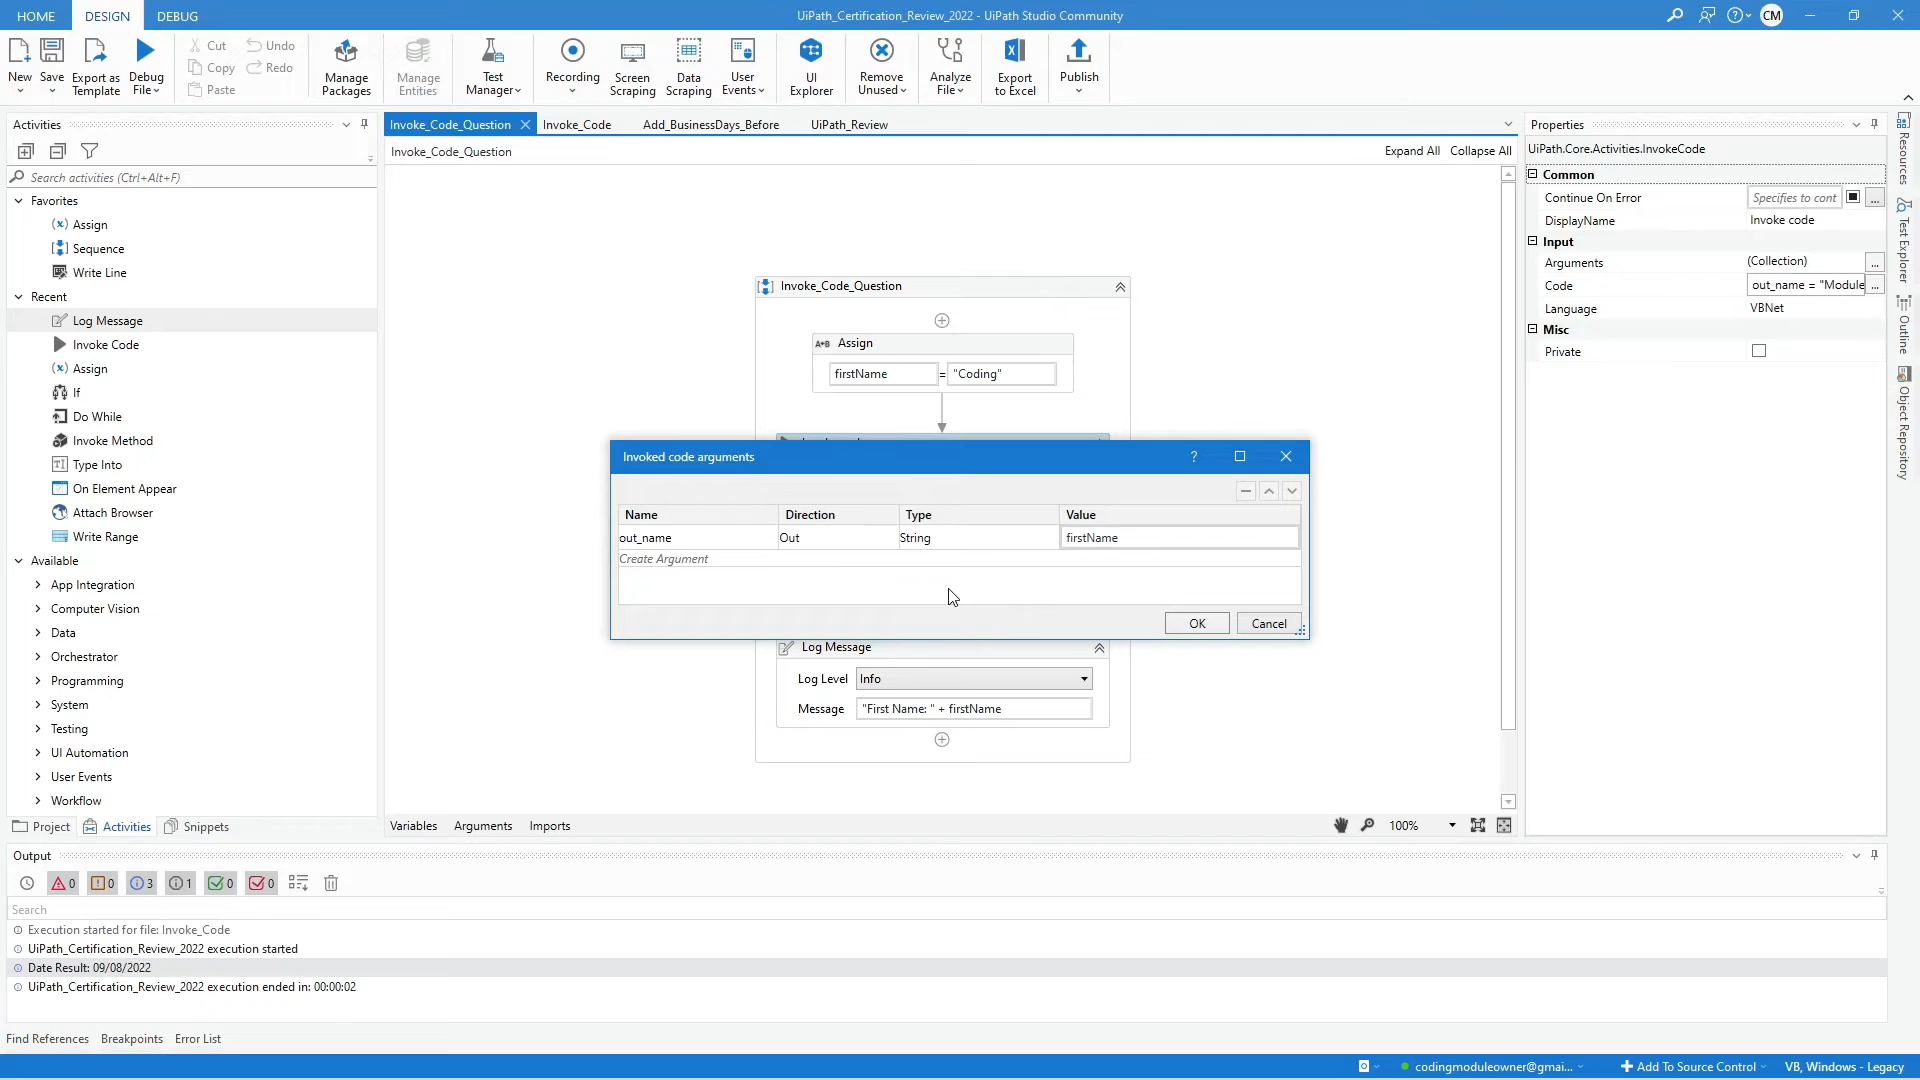 HOME
DESIGN
DEBUG
UiPath_Certification_Review_2022 - UiPath Studio Community
CM
New
Save
Export as Template
Debug File
Cut
Copy
Paste
Undo
Redo
Manage Packages
Manage Entities
Test Manager
Recording
Screen Scraping
Data Scraping
User Events
UI Explorer
Remove Unused
Analyze File
Export to Excel
Publish
Activities
Search activities (Ctrl+Alt+F)
Favorites
Assign
Sequence
Write Line
Recent
Log Message
Invoke Code
Assign
If
Do While
Invoke Method
Type Into
On Element Appear
Attach Browser
Write Range
Available
App Integration
Computer Vision
Data
Orchestrator
Programming
System
Testing
UI Automation
User Events
Workflow
Project
Activities
Snippets
Invoke_Code_Question
Invoke_Code
Add_BusinessDays_Before
UiPath_Review
Invoke_Code_Question
Expand All
Collapse All
Invoke_Code_Question
A+B Assign
firstName = "Coding"
Invoked code arguments
Name Direction Type Value
out_name Out String firstName
Create Argument
OK
Cancel
Log Message
Log Level Info
Message "First Name: " + firstName
Variables
Arguments
Imports
100%
Properties
UiPath.Core.Activities.InvokeCode
Common
Continue On Error Specifies to cont ...
DisplayName Invoke code
Input
Arguments (Collection) ...
Code out_name = "Module ...
Language VBNet
Misc
Private
Resources
Test Explorer
Outline
Object Repository
Output
0
0
3
1
0
0
Search
Execution started for file: Invoke_Code
UiPath_Certification_Review_2022 execution started
Date Result: 09/08/2022
UiPath_Certification_Review_2022 execution ended in: 00:00:02
Find References
Breakpoints
Error List
codingmoduleowner@gmai...
Add To Source Control
VB, Windows - Legacy